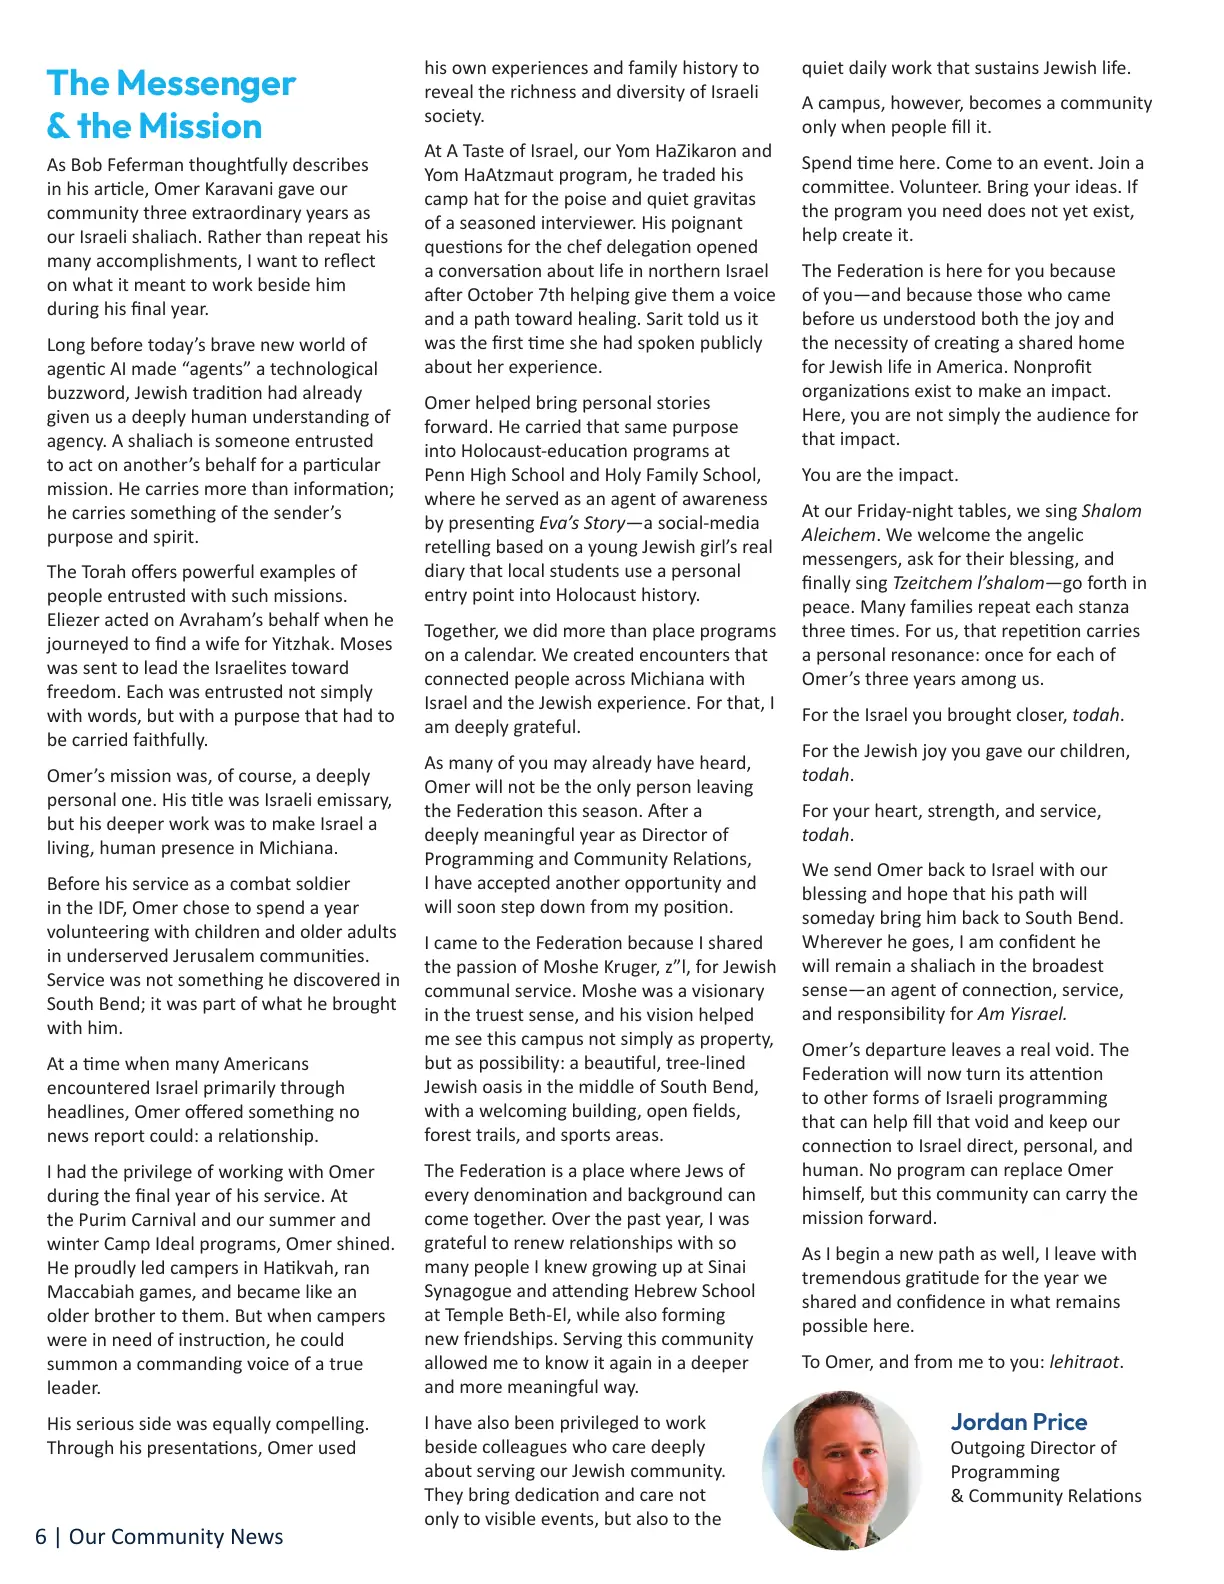 The Messenger
& the Mission
As Bob Feferman thoughtfully describes
in his article, Omer Karavani gave our
community three extraordinary years as
our Israeli shaliach. Rather than repeat his
many accomplishments, I want to reflect
on what it meant to work beside him
during his final year.
Long before today’s brave new world of
agentic AI made “agents” a technological
buzzword, Jewish tradition had already
given us a deeply human understanding of
agency. A shaliach is someone entrusted
to act on another’s behalf for a particular
mission. He carries more than information;
he carries something of the sender’s
purpose and spirit.
The Torah offers powerful examples of
people entrusted with such missions.
Eliezer acted on Avraham’s behalf when he
journeyed to find a wife for Yitzhak. Moses
was sent to lead the Israelites toward
freedom. Each was entrusted not simply
with words, but with a purpose that had to
be carried faithfully.
Omer’s mission was, of course, a deeply
personal one. His title was Israeli emissary,
but his deeper work was to make Israel a
living, human presence in Michiana.
Before his service as a combat soldier
in the IDF, Omer chose to spend a year
volunteering with children and older adults
in underserved Jerusalem communities.
Service was not something he discovered in
South Bend; it was part of what he brought
with him.
At a time when many Americans
encountered Israel primarily through
headlines, Omer offered something no
news report could: a relationship.
I had the privilege of working with Omer
during the final year of his service. At
the Purim Carnival and our summer and
winter Camp Ideal programs, Omer shined.
He proudly led campers in Hatikvah, ran
Maccabiah games, and became like an
older brother to them. But when campers
were in need of instruction, he could
summon a commanding voice of a true
leader.
His serious side was equally compelling.
Through his presentations, Omer used
his own experiences and family history to
reveal the richness and diversity of Israeli
society.
At A Taste of Israel, our Yom HaZikaron and
Yom HaAtzmaut program, he traded his
camp hat for the poise and quiet gravitas
of a seasoned interviewer. His poignant
questions for the chef delegation opened
a conversation about life in northern Israel
after October 7th helping give them a voice
and a path toward healing. Sarit told us it
was the first time she had spoken publicly
about her experience.
Omer helped bring personal stories
forward. He carried that same purpose
into Holocaust-education programs at
Penn High School and Holy Family School,
where he served as an agent of awareness
by presenting Eva’s Story—a social-media
retelling based on a young Jewish girl’s real
diary that local students use a personal
entry point into Holocaust history.
Together, we did more than place programs
on a calendar. We created encounters that
connected people across Michiana with
Israel and the Jewish experience. For that, I
am deeply grateful.
As many of you may already have heard,
Omer will not be the only person leaving
the Federation this season. After a
deeply meaningful year as Director of
Programming and Community Relations,
I have accepted another opportunity and
will soon step down from my position.
I came to the Federation because I shared
the passion of Moshe Kruger, z”l, for Jewish
communal service. Moshe was a visionary
in the truest sense, and his vision helped
me see this campus not simply as property,
but as possibility: a beautiful, tree-lined
Jewish oasis in the middle of South Bend,
with a welcoming building, open fields,
forest trails, and sports areas.
The Federation is a place where Jews of
every denomination and background can
come together. Over the past year, I was
grateful to renew relationships with so
many people I knew growing up at Sinai
Synagogue and attending Hebrew School
at Temple Beth-El, while also forming
new friendships. Serving this community
allowed me to know it again in a deeper
and more meaningful way.
I have also been privileged to work
beside colleagues who care deeply
about serving our Jewish community.
They bring dedication and care not
only to visible events, but also to the
quiet daily work that sustains Jewish life.
A campus, however, becomes a community
only when people fill it.
Spend time here. Come to an event. Join a
committee. Volunteer. Bring your ideas. If
the program you need does not yet exist,
help create it.
The Federation is here for you because
of you—and because those who came
before us understood both the joy and
the necessity of creating a shared home
for Jewish life in America. Nonprofit
organizations exist to make an impact.
Here, you are not simply the audience for
that impact.
You are the impact.
At our Friday-night tables, we sing Shalom
Aleichem. We welcome the angelic
messengers, ask for their blessing, and
finally sing Tzeitchem l’shalom—go forth in
peace. Many families repeat each stanza
three times. For us, that repetition carries
a personal resonance: once for each of
Omer’s three years among us.
For the Israel you brought closer, todah.
For the Jewish joy you gave our children,
todah.
For your heart, strength, and service,
todah.
We send Omer back to Israel with our
blessing and hope that his path will
someday bring him back to South Bend.
Wherever he goes, I am confident he
will remain a shaliach in the broadest
sense—an agent of connection, service,
and responsibility for Am Yisrael.
Omer’s departure leaves a real void. The
Federation will now turn its attention
to other forms of Israeli programming
that can help fill that void and keep our
connection to Israel direct, personal, and
human. No program can replace Omer
himself, but this community can carry the
mission forward.
As I begin a new path as well, I leave with
tremendous gratitude for the year we
shared and confidence in what remains
possible here.
To Omer, and from me to you: lehitraot.
Jordan Price
Outgoing Director of
Programming
& Community Relations
6 | Our Community News